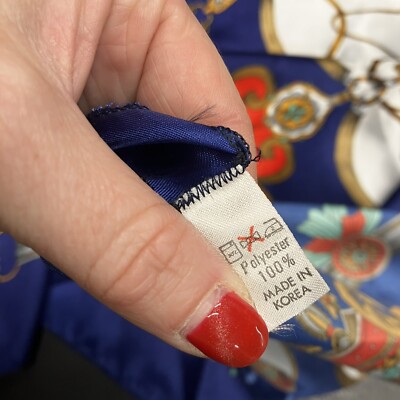 Polyester
100%
MADE IN
KOREA